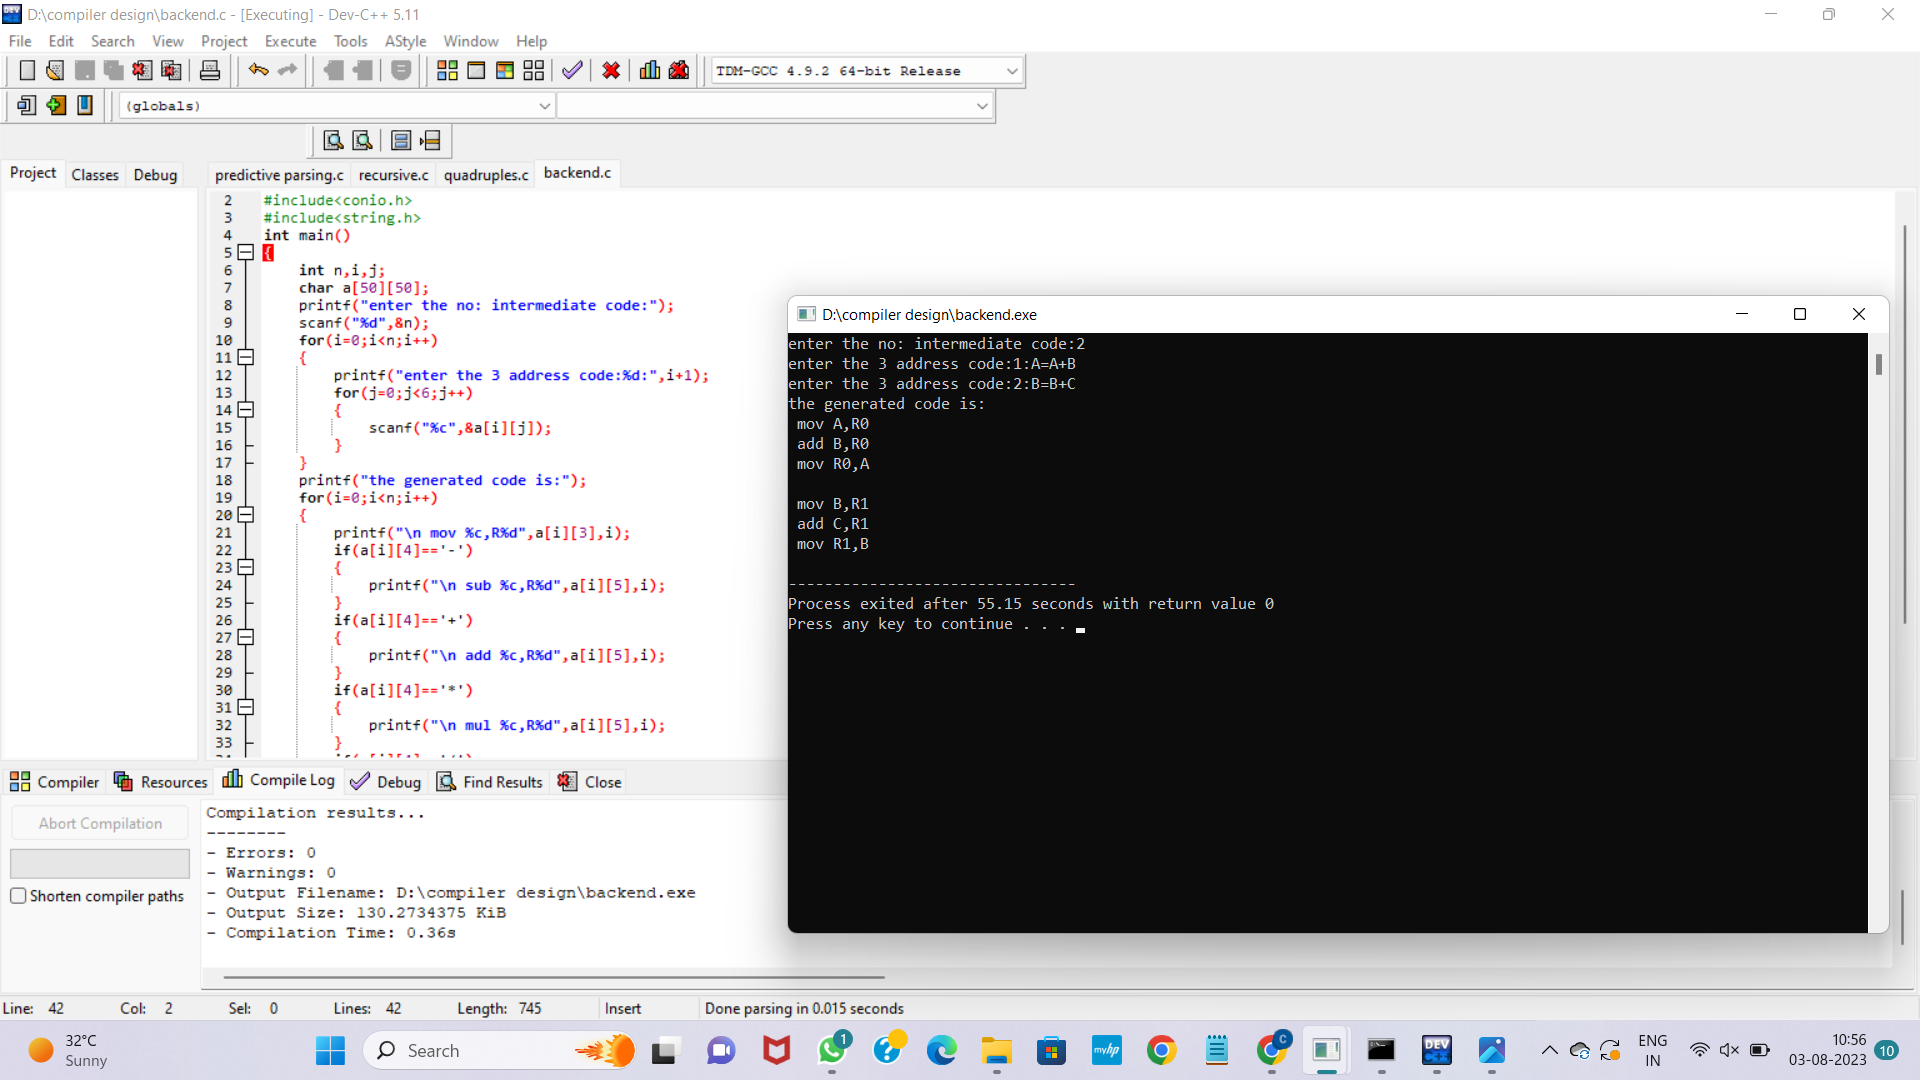 D:\compiler design\backend.c - [Executing] - Dev-C++ 5.11
File Edit Search View Project Execute Tools AStyle Window Help
TDM-GCC 4.9.2 64-bit Release
(globals)
Project Classes Debug
predictive parsing.c recursive.c quadruples.c backend.c
2 #include<conio.h>
3 #include<string.h>
4 int main()
5 {
6 int n,i,j;
7 char a[50][50];
8 printf("enter the no: intermediate code:");
9 scanf("%d",&n);
10 for(i=0;i<n;i++)
11 {
12 printf("enter the 3 address code:%d:",i+1);
13 for(j=0;j<6;j++)
14 {
15 scanf("%c",&a[i][j]);
16 }
17 }
18 printf("the generated code is:");
19 for(i=0;i<n;i++)
20 {
21 printf("\n mov %c,R%d",a[i][3],i);
22 if(a[i][4]=='-')
23 {
24 printf("\n sub %c,R%d",a[i][5],i);
25 }
26 if(a[i][4]=='+')
27 {
28 printf("\n add %c,R%d",a[i][5],i);
29 }
30 if(a[i][4]=='*')
31 {
32 printf("\n mul %c,R%d",a[i][5],i);
33 }
D:\compiler design\backend.exe
enter the no: intermediate code:2
enter the 3 address code:1:A=A+B
enter the 3 address code:2:B=B+C
the generated code is:
mov A,R0
add B,R0
mov R0,A
mov B,R1
add C,R1
mov R1,B
--------------------------------
Process exited after 55.15 seconds with return value 0
Press any key to continue . . .
Compiler Resources Compile Log Debug Find Results Close
Abort Compilation
Shorten compiler paths
Compilation results...
--------
- Errors: 0
- Warnings: 0
- Output Filename: D:\compiler design\backend.exe
- Output Size: 130.2734375 KiB
- Compilation Time: 0.36s
Line: 42 Col: 2 Sel: 0 Lines: 42 Length: 745 Insert Done parsing in 0.015 seconds
32°C
Sunny
Search
1
myhp
C
DEV
ENG
IN
10:56
03-08-2023
10